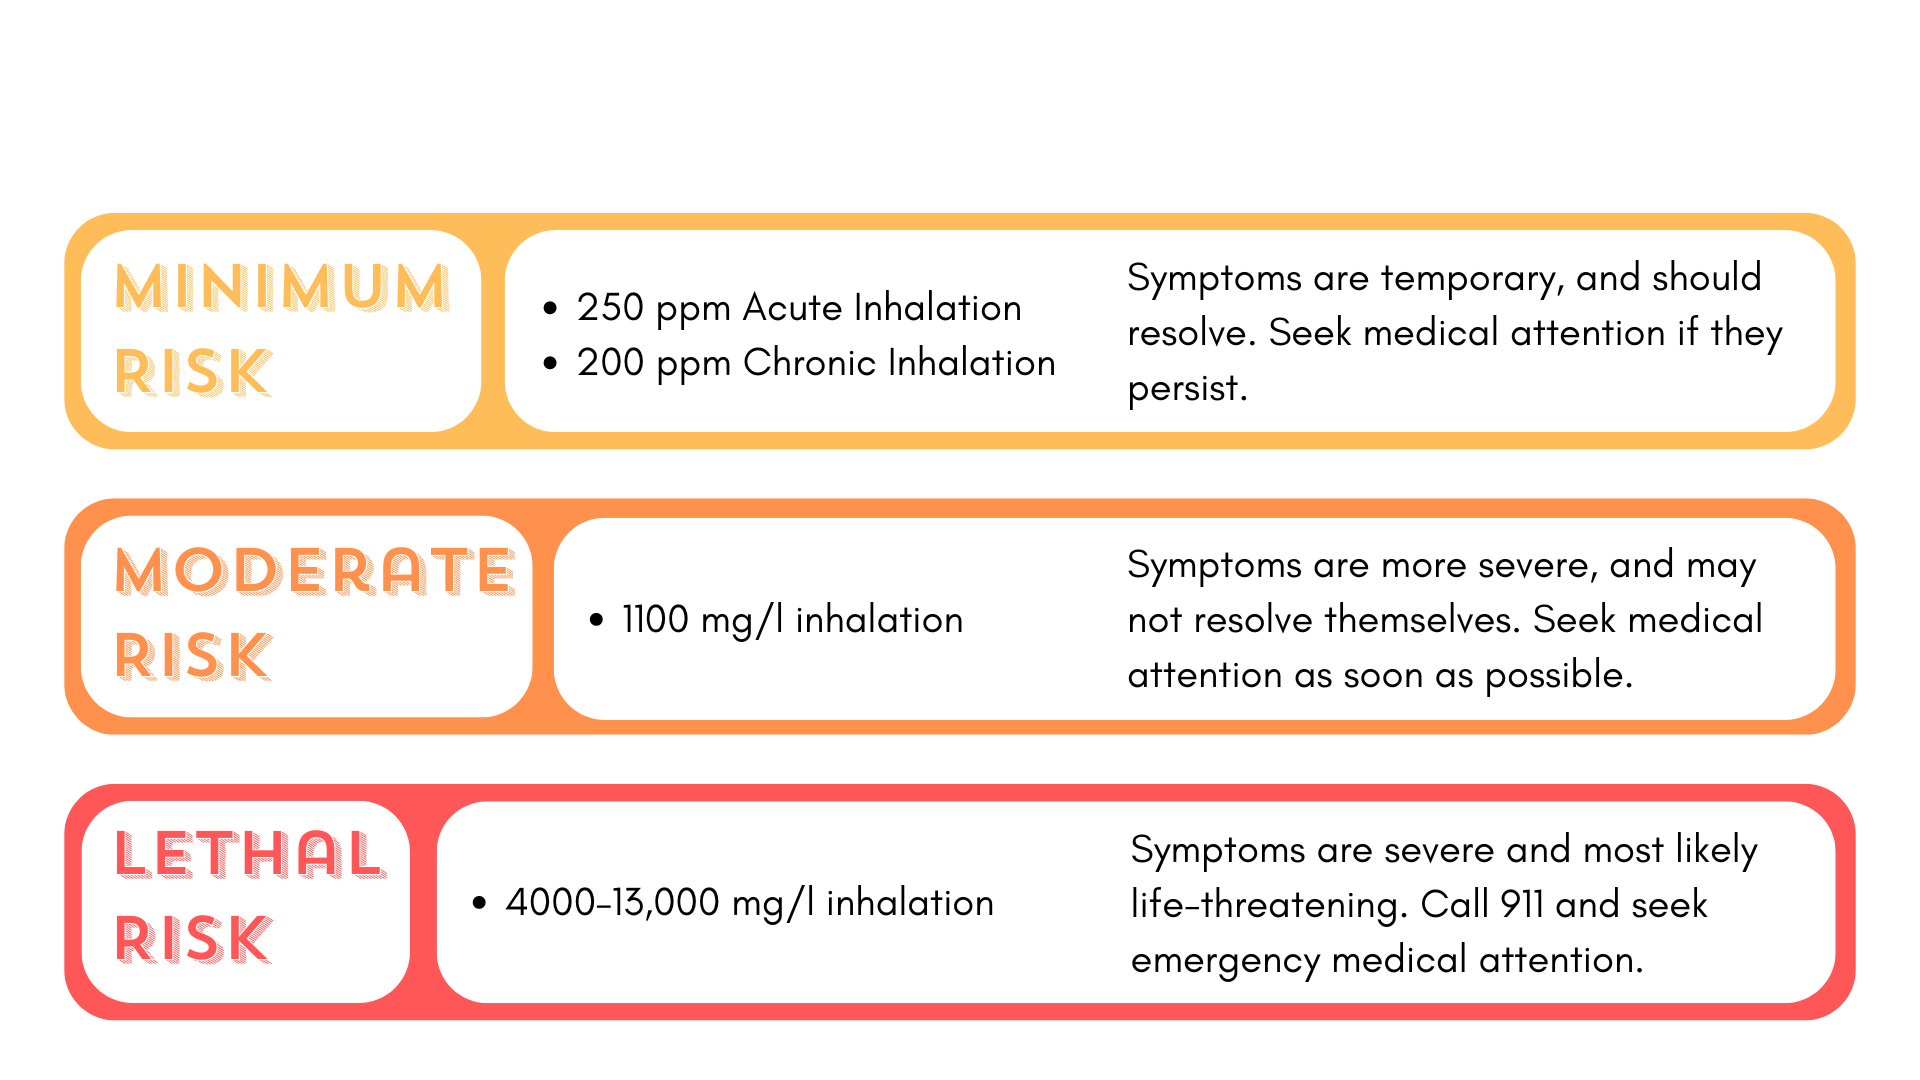 MINIMUM
RISK
• 250 ppm Acute Inhalation
• 200 ppm Chronic Inhalation
Symptoms are temporary, and should
resolve. Seek medical attention if they
persist.
MODERATE
RISK
• 1100 mg/l inhalation
Symptoms are more severe, and may
not resolve themselves. Seek medical
attention as soon as possible.
LETHAL
RISK
• 4000-13,000 mg/l inhalation
Symptoms are severe and most likely
life-threatening. Call 911 and seek
emergency medical attention.